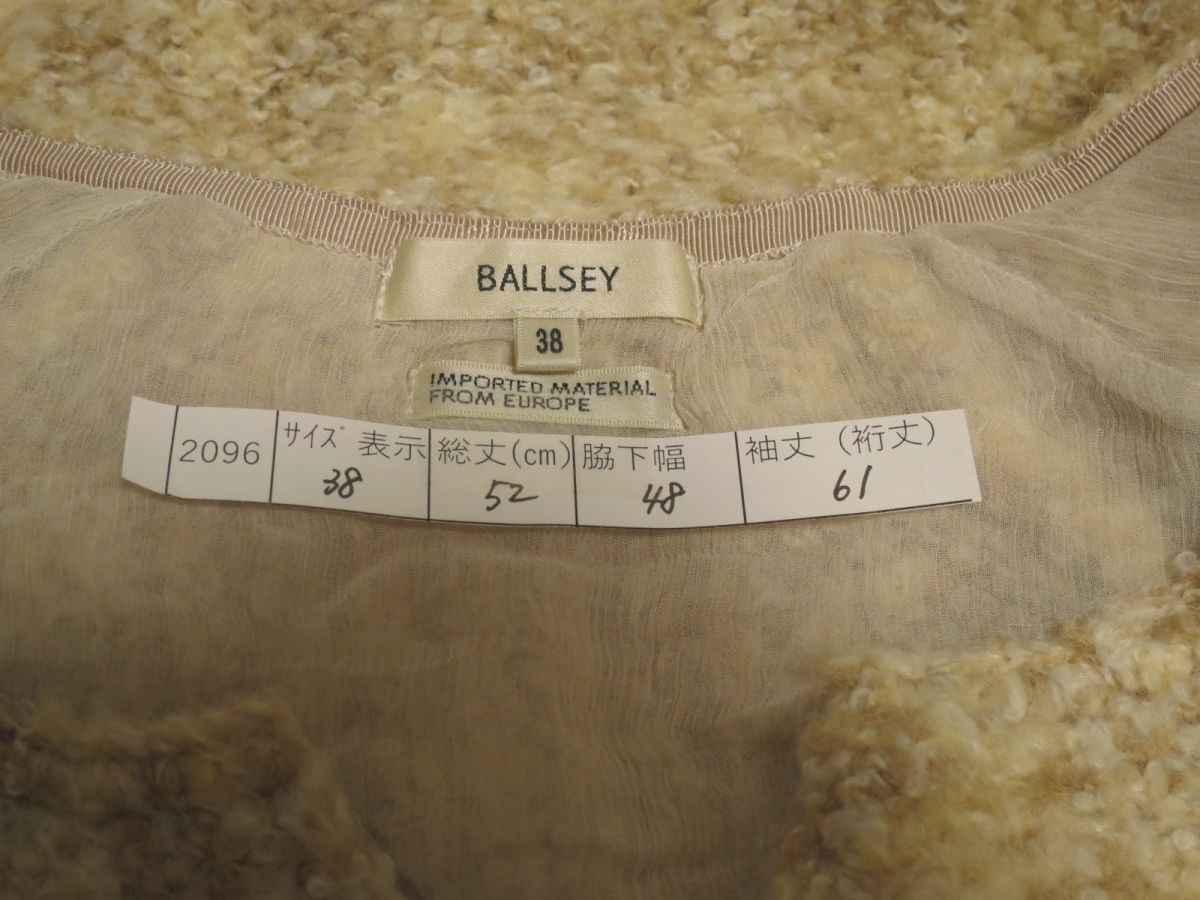 BALLSEY
38
IMPORTED MATERIAL
FROM EUROPE
2096 サイズ 表示 総丈(cm) 脇下幅 袖丈 (裄丈)
38 52 48 61